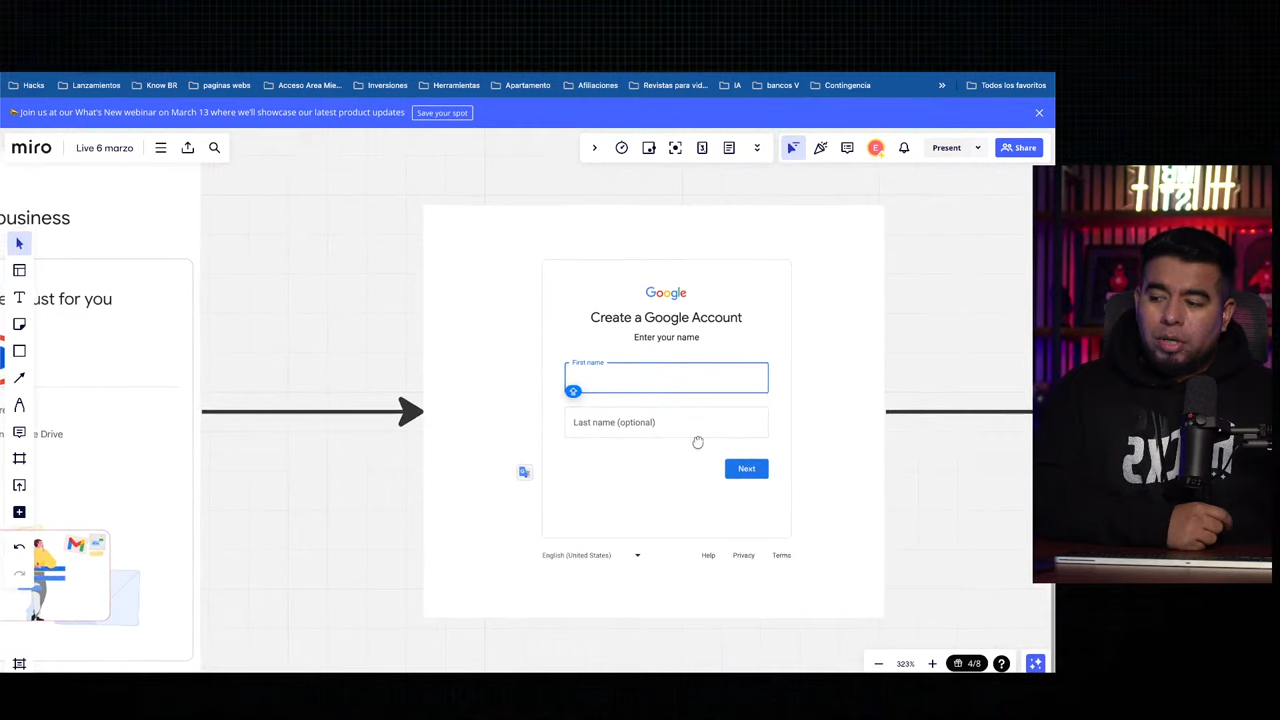 Hacks Lanzamientos Know BR paginas webs Acceso Area Mie... Inversiones Herramientas Apartamento Afiliaciones Revistas para vid... IA bancos V Contingencia » Todos los favoritos
Join us at our What's New webinar on March 13 where we'll showcase our latest product updates Save your spot
miro Live 6 marzo Present Share
E
3
business
ust for you
e Drive
Google
Create a Google Account
Enter your name
First name
Last name (optional)
Next
English (United States) Help Privacy Terms
323% 4/8 ?